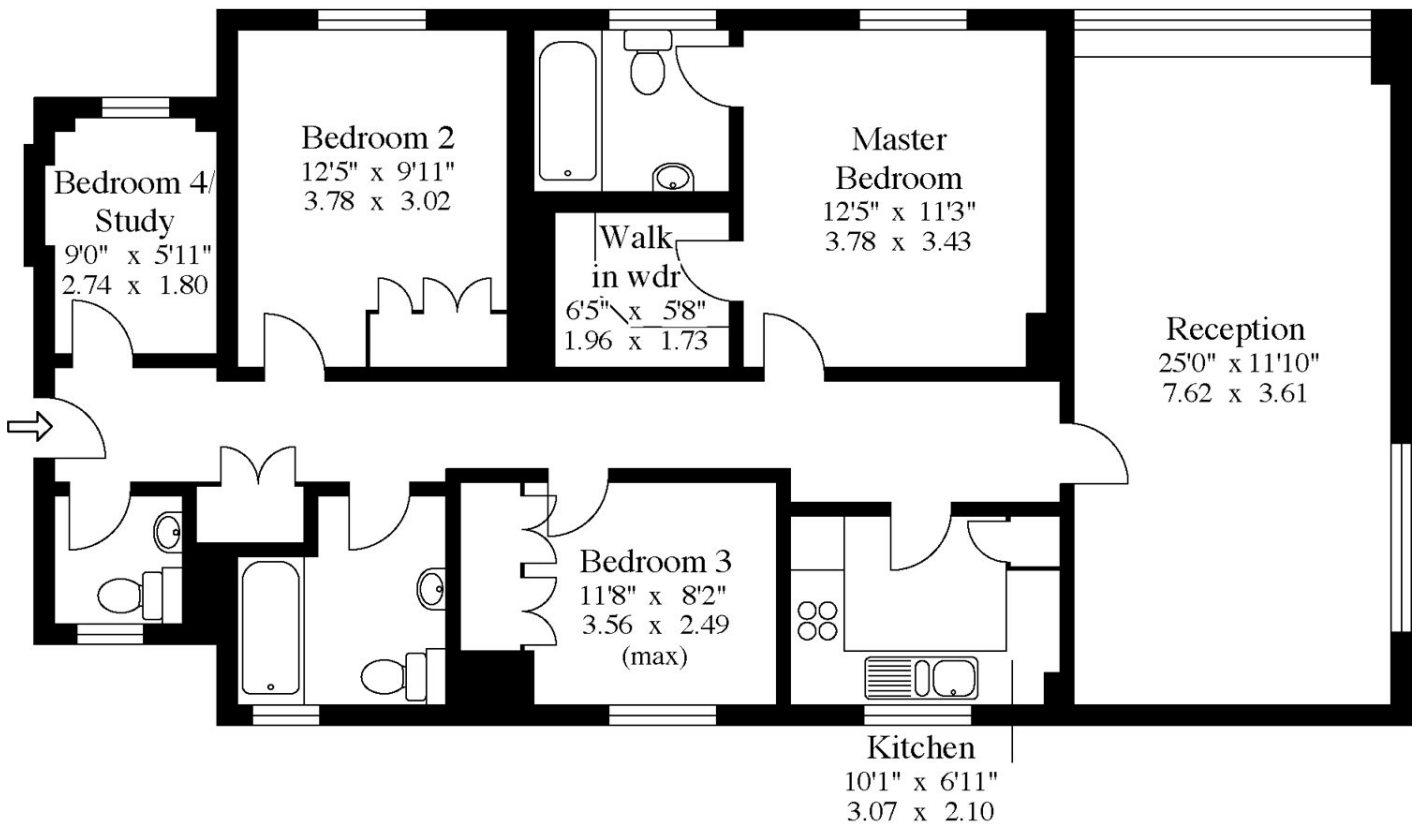 Bedroom 4/
Study
9'0" x 5'11"
2.74 x 1.80
Bedroom 2
12'5" x 9'11"
3.78 x 3.02
Walk
in wdr
6'5" x 5'8"
1.96 x 1.73
Master
Bedroom
12'5" x 11'3"
3.78 x 3.43
Reception
25'0" x 11'10"
7.62 x 3.61
Bedroom 3
11'8" x 8'2"
3.56 x 2.49
(max)
Kitchen
10'1" x 6'11"
3.07 x 2.10